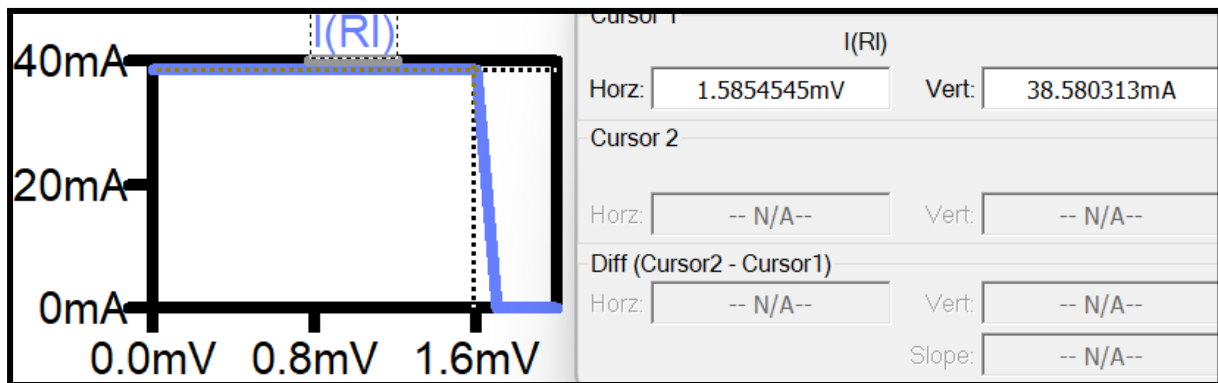 I(RI)
40mA
20mA
0mA
0.0mV 0.8mV 1.6mV
Cursor 1
I(RI)
Horz: 1.5854545mV Vert: 38.580313mA
Cursor 2
Horz: -- N/A-- Vert: -- N/A--
Diff (Cursor2 - Cursor1)
Horz: -- N/A-- Vert: -- N/A--
Slope: -- N/A--